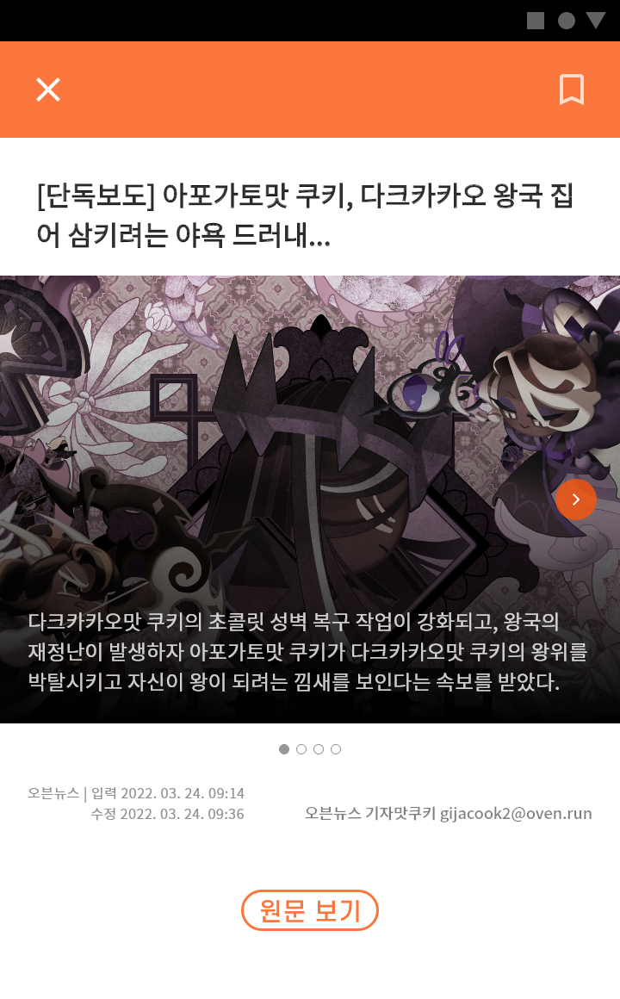 [단독보도] 아포가토맛 쿠키, 다크카카오 왕국 집
어 삼키려는 야욕 드러내...
다크카카오맛 쿠키의 초콜릿 성벽 복구 작업이 강화되고, 왕국의
재정난이 발생하자 아포가토맛 쿠키가 다크카카오맛 쿠키의 왕위를
박탈시키고 자신이 왕이 되려는 낌새를 보인다는 속보를 받았다.
오븐뉴스 | 입력 2022. 03. 24. 09:14
수정 2022. 03. 24. 09:36
오븐뉴스 기자맛쿠키 gijacook2@oven.run
원문 보기